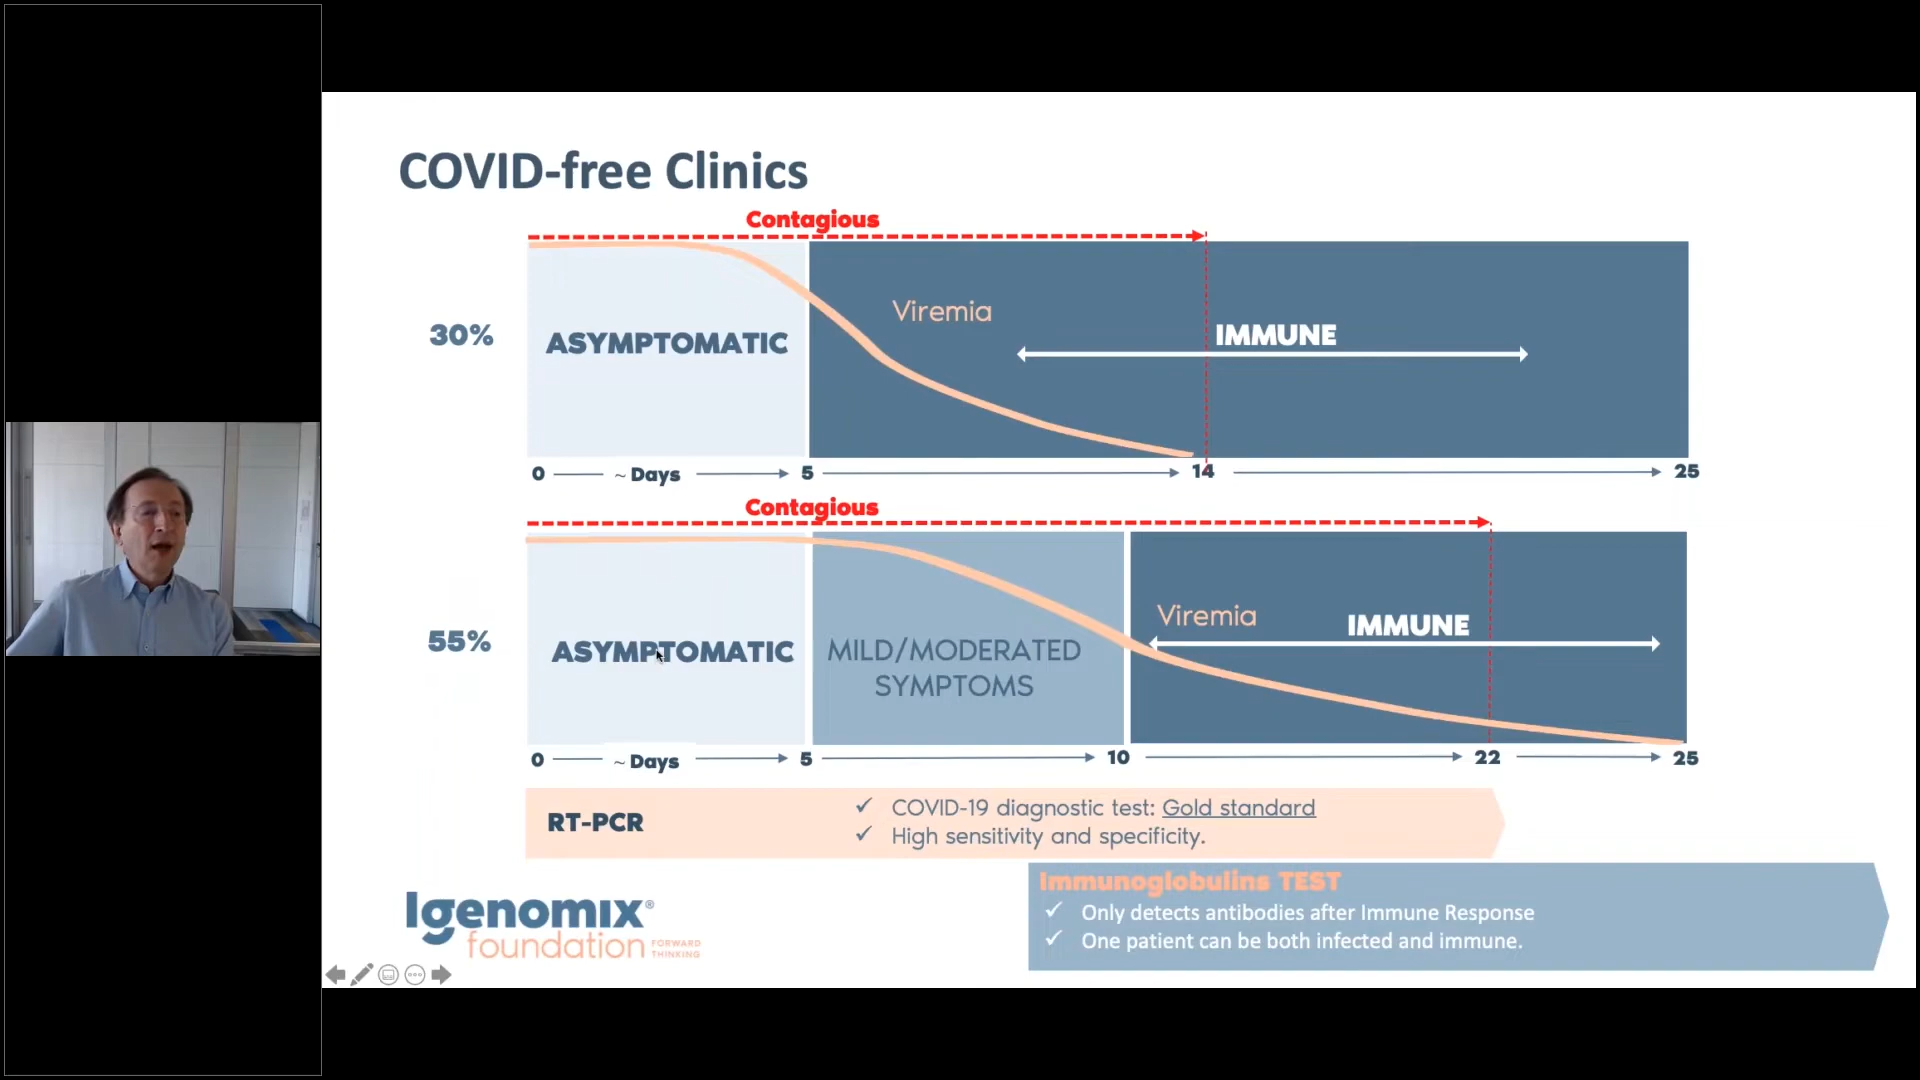 COVID-free Clinics
Contagious
30%
ASYMPTOMATIC
Viremia
IMMUNE
0 ~ Days 5 14 25
Contagious
55%
ASYMPTOMATIC
MILD/MODERATED
SYMPTOMS
Viremia
IMMUNE
0 ~ Days 5 10 22 25
RT-PCR
✓ COVID-19 diagnostic test: Gold standard
✓ High sensitivity and specificity.
Immunoglobulins TEST
✓ Only detects antibodies after Immune Response
✓ One patient can be both infected and immune.
Igenomix®
foundation FORWARD
THINKING